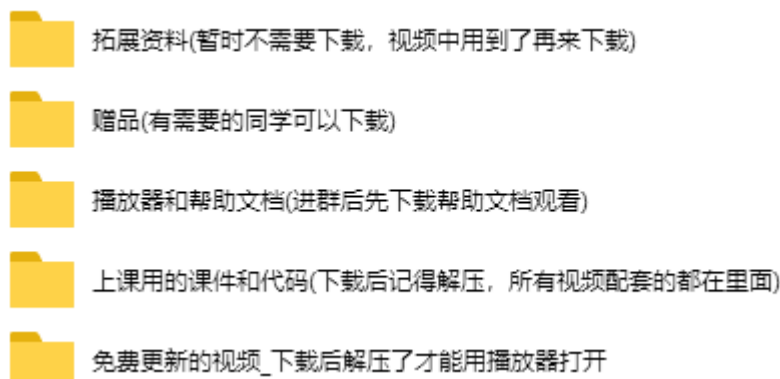 拓展资料(暂时不需要下载，视频中用到了再来下载)
赠品(有需要的同学可以下载)
播放器和帮助文档(进群后先下载帮助文档观看)
上课用的课件和代码(下载后记得解压，所有视频配套的都在里面)
免费更新的视频_下载后解压了才能用播放器打开